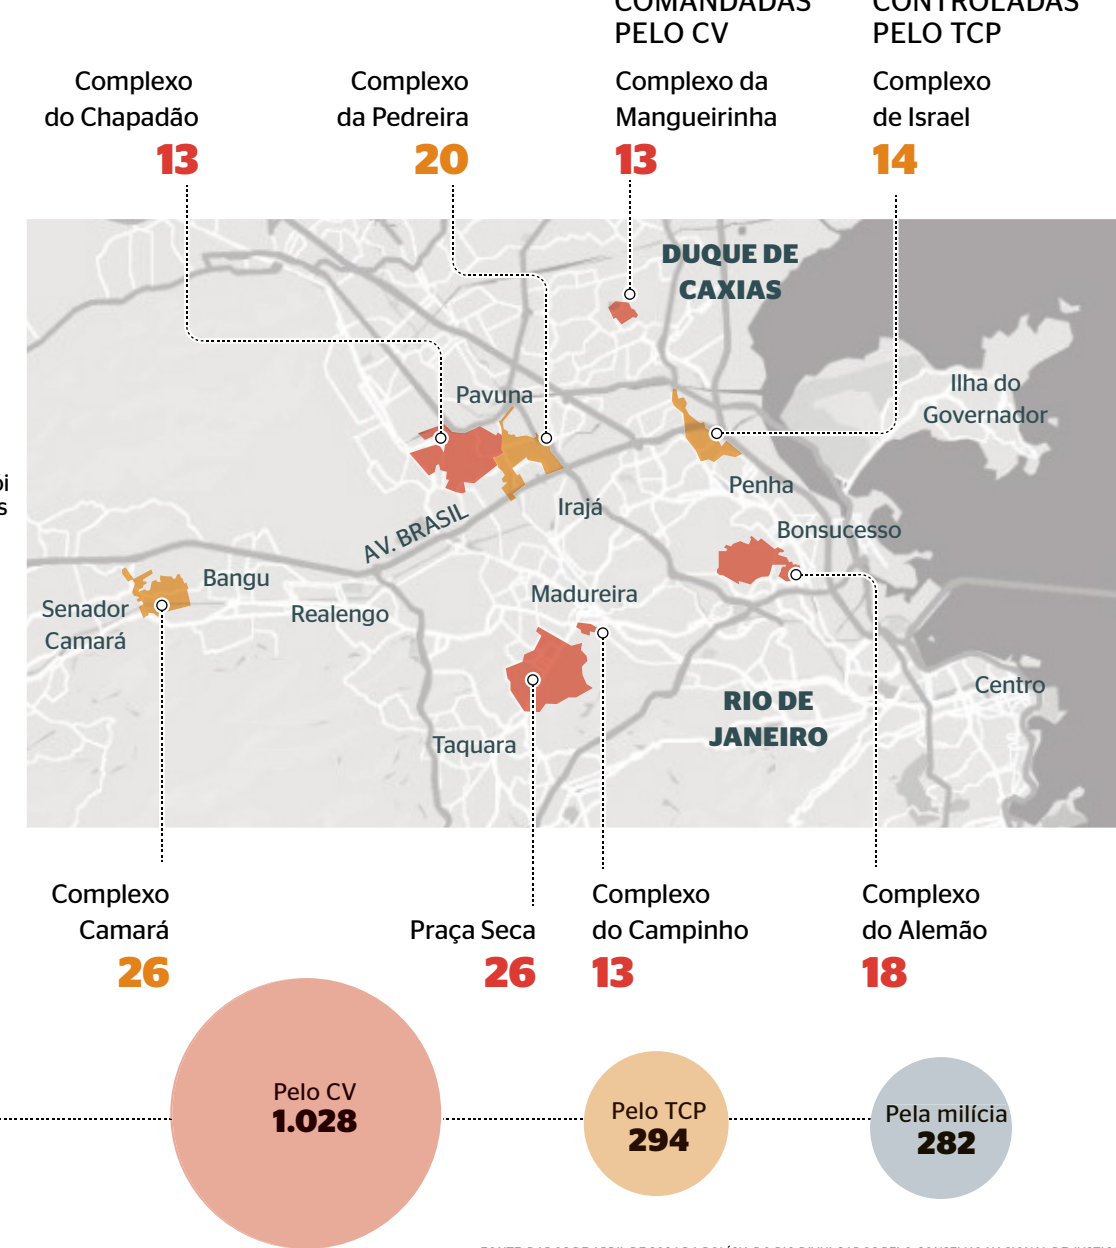 COMANDADAS
PELO CV
CONTROLADAS
PELO TCP
Complexo
do Chapadão
13
Complexo
da Pedreira
20
Complexo da
Mangueirinha
13
Complexo
de Israel
14
DUQUE DE
CAXIAS
Ilha do
Governador
Pavuna
Penha
Irajá
AV. BRASIL
Bonsucesso
Bangu
Senador
Camará
Realengo
Madureira
Centro
RIO DE
JANEIRO
Taquara
Complexo
Camará
26
Praça Seca
26
Complexo
do Campinho
13
Complexo
do Alemão
18
Pelo CV
1.028
Pelo TCP
294
Pela milícia
282